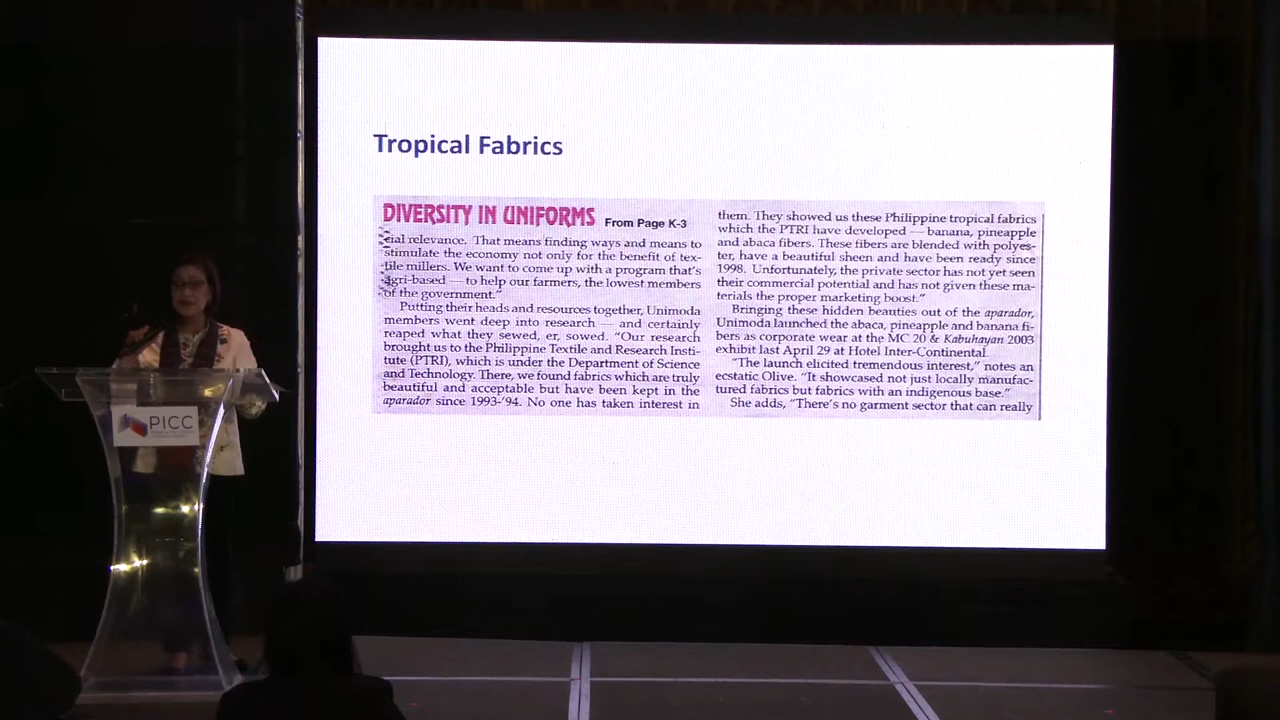 Tropical Fabrics
DIVERSITY IN UNIFORMS From Page K-3
cial relevance. That means finding ways and means to
stimulate the economy not only for the benefit of tex-
tile millers. We want to come up with a program that's
agri-based — to help our farmers, the lowest members
of the government."
Putting their heads and resources together, Unimoda
members went deep into research — and certainly
reaped what they sewed, er, sowed. "Our research
brought us to the Philippine Textile and Research Insti-
tute (PTRI), which is under the Department of Science
and Technology. There, we found fabrics which are truly
beautiful and acceptable but have been kept in the
aparador since 1993-'94. No one has taken interest in
them. They showed us these Philippine tropical fabrics
which the PTRI have developed — banana, pineapple
and abaca fibers. These fibers are blended with polyes-
ter, have a beautiful sheen and have been ready since
1998. Unfortunately, the private sector has not yet seen
their commercial potential and has not given these ma-
terials the proper marketing boost."
Bringing these hidden beauties out of the aparador,
Unimoda launched the abaca, pineapple and banana fi-
bers as corporate wear at the MC 20 & Kabuhayan 2003
exhibit last April 29 at Hotel Inter-Continental.
"The launch elicited tremendous interest," notes an
ecstatic Olive. "It showcased not just locally manufac-
tured fabrics but fabrics with an indigenous base."
She adds, "There's no garment sector that can really
PICC